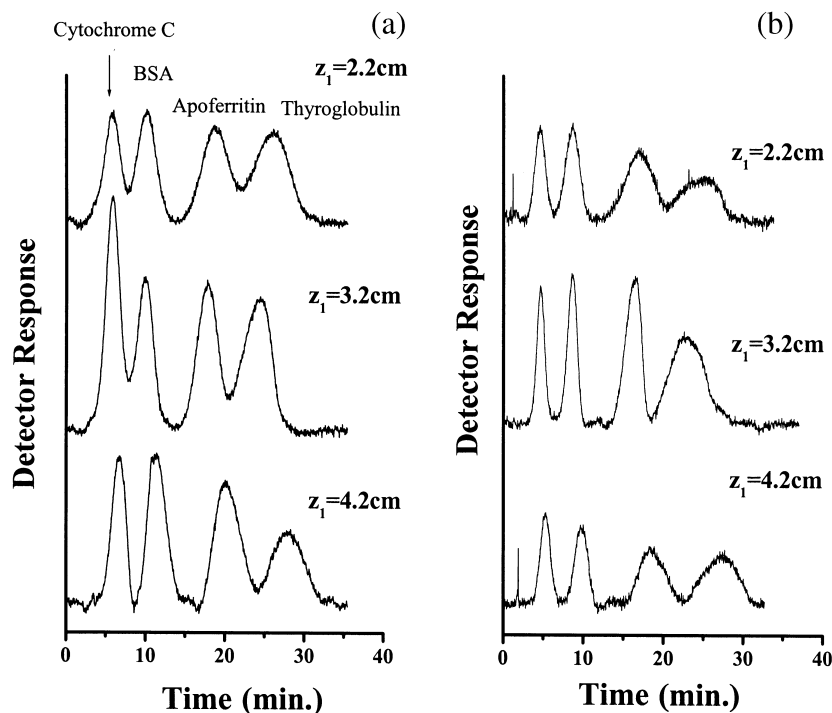 (a)
Cytochrome C
BSA
z1=2.2cm
Apoferritin
Thyroglobulin
z1=3.2cm
z1=4.2cm
Detector Response
0 10 20 30 40
Time (min.)
(b)
z1=2.2cm
z1=3.2cm
z1=4.2cm
Detector Response
0 10 20 30 40
Time (min.)